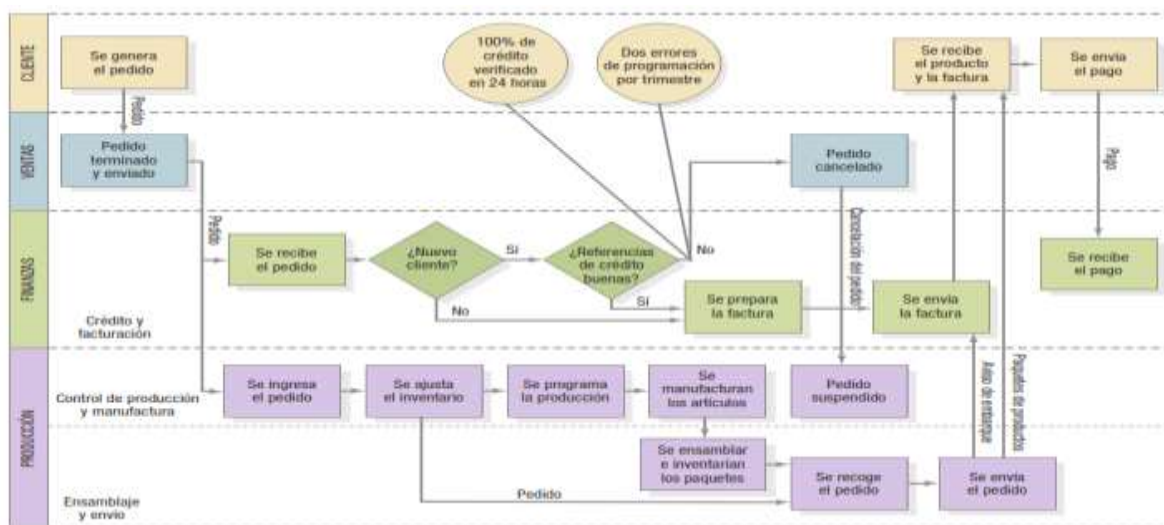 CLIENTE
Se genera
el pedido
100% de
crédito
verificado
en 24 horas
Dos errores
de programación
por trimestre
Se recibe
el producto
y la factura
Se envía
el pago
Pedido
VENTAS
Pedido
terminado
y enviado
Pedido
cancelado
Pago
Pedido
Cancelación del pedido
FINANZAS
Se recibe
el pedido
¿Nuevo
cliente?
Sí
¿Referencias
de crédito
buenas?
No
Se recibe
el pago
Sí
No
Se prepara
la factura
Se envía
la factura
Crédito y
facturación
PRODUCCIÓN
Control de producción
y manufactura
Se ingresa
el pedido
Se ajusta
el inventario
Se programa
la producción
Se
manufacturan
los artículos
Pedido
suspendido
Aviso de embarque
Paquetes de productos
Se ensamblar
e inventarían
los paquetes
Se recoge
el pedido
Se envía
el pedido
Pedido
Ensamblaje
y envío